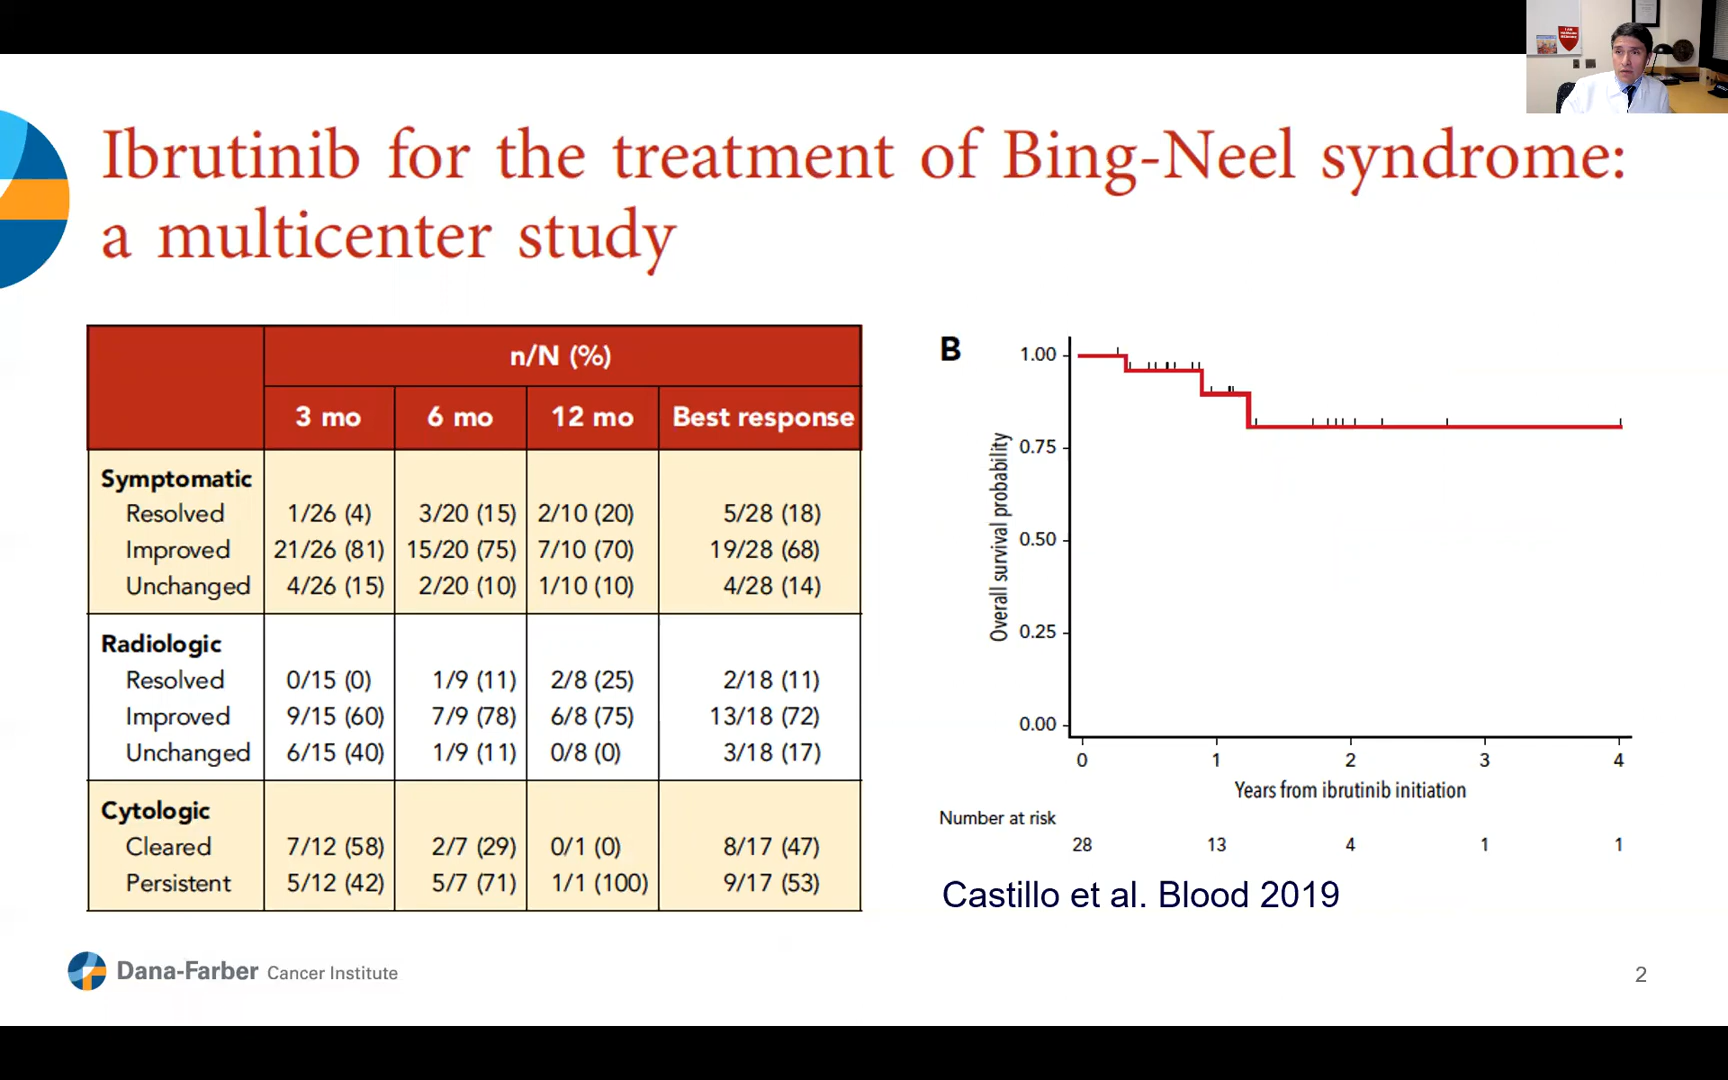 Ibrutinib for the treatment of Bing-Neel syndrome:
a multicenter study
n/N (%)
3 mo 6 mo 12 mo Best response
Symptomatic
Resolved 1/26 (4) 3/20 (15) 2/10 (20) 5/28 (18)
Improved 21/26 (81) 15/20 (75) 7/10 (70) 19/28 (68)
Unchanged 4/26 (15) 2/20 (10) 1/10 (10) 4/28 (14)
Radiologic
Resolved 0/15 (0) 1/9 (11) 2/8 (25) 2/18 (11)
Improved 9/15 (60) 7/9 (78) 6/8 (75) 13/18 (72)
Unchanged 6/15 (40) 1/9 (11) 0/8 (0) 3/18 (17)
Cytologic
Cleared 7/12 (58) 2/7 (29) 0/1 (0) 8/17 (47)
Persistent 5/12 (42) 5/7 (71) 1/1 (100) 9/17 (53)
B
Overall survival probability
1.00
0.75
0.50
0.25
0.00
0 1 2 3 4
Years from ibrutinib initiation
Number at risk
28 13 4 1 1
Castillo et al. Blood 2019
Dana-Farber Cancer Institute
2